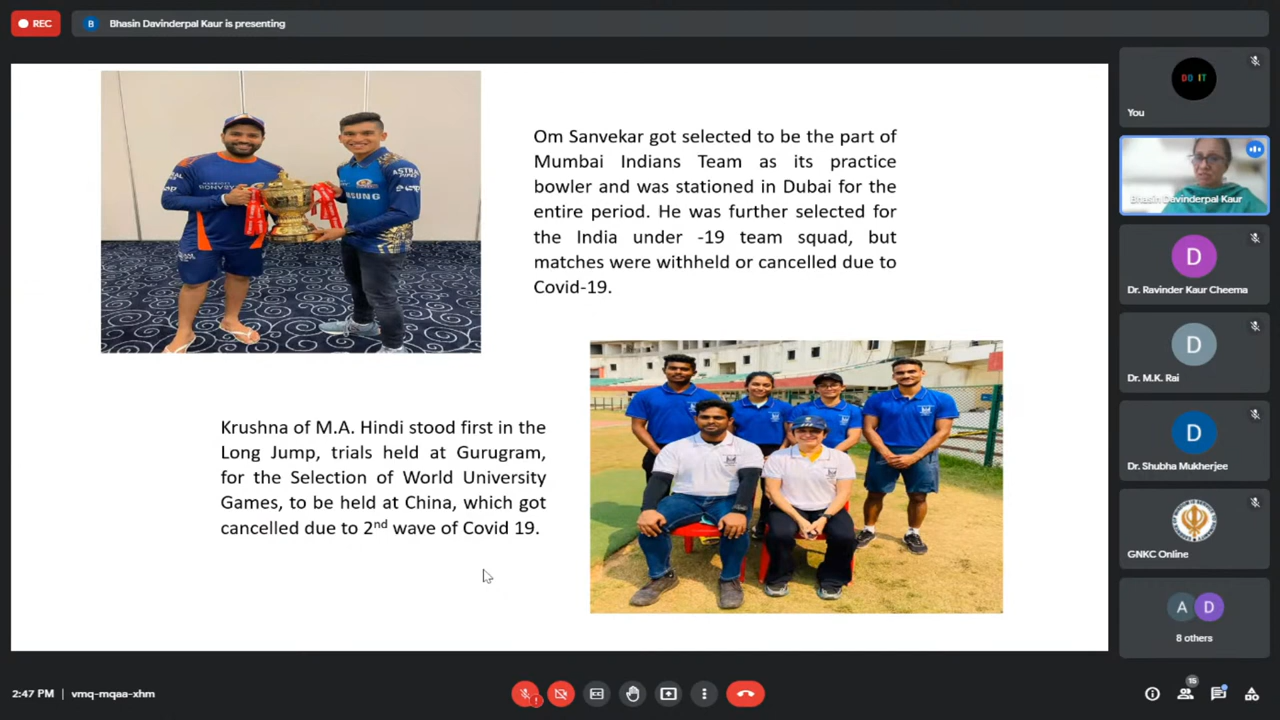 REC
B
Bhasin Davinderpal Kaur is presenting
DO IT
You
Om Sanvekar got selected to be the part of
Mumbai Indians Team as its practice
bowler and was stationed in Dubai for the
entire period. He was further selected for
the India under -19 team squad, but
matches were withheld or cancelled due to
Covid-19.
SUNG
ASTRAL
Bhasin Davinderpal Kaur
D
Dr. Ravinder Kaur Cheema
D
Dr. M.K. Rai
Krushna of M.A. Hindi stood first in the
Long Jump, trials held at Gurugram,
for the Selection of World University
Games, to be held at China, which got
cancelled due to 2nd wave of Covid 19.
D
Dr. Shubha Mukherjee
GNKC Online
A D
8 others
2:47 PM | vmq-mqaa-xhm
15